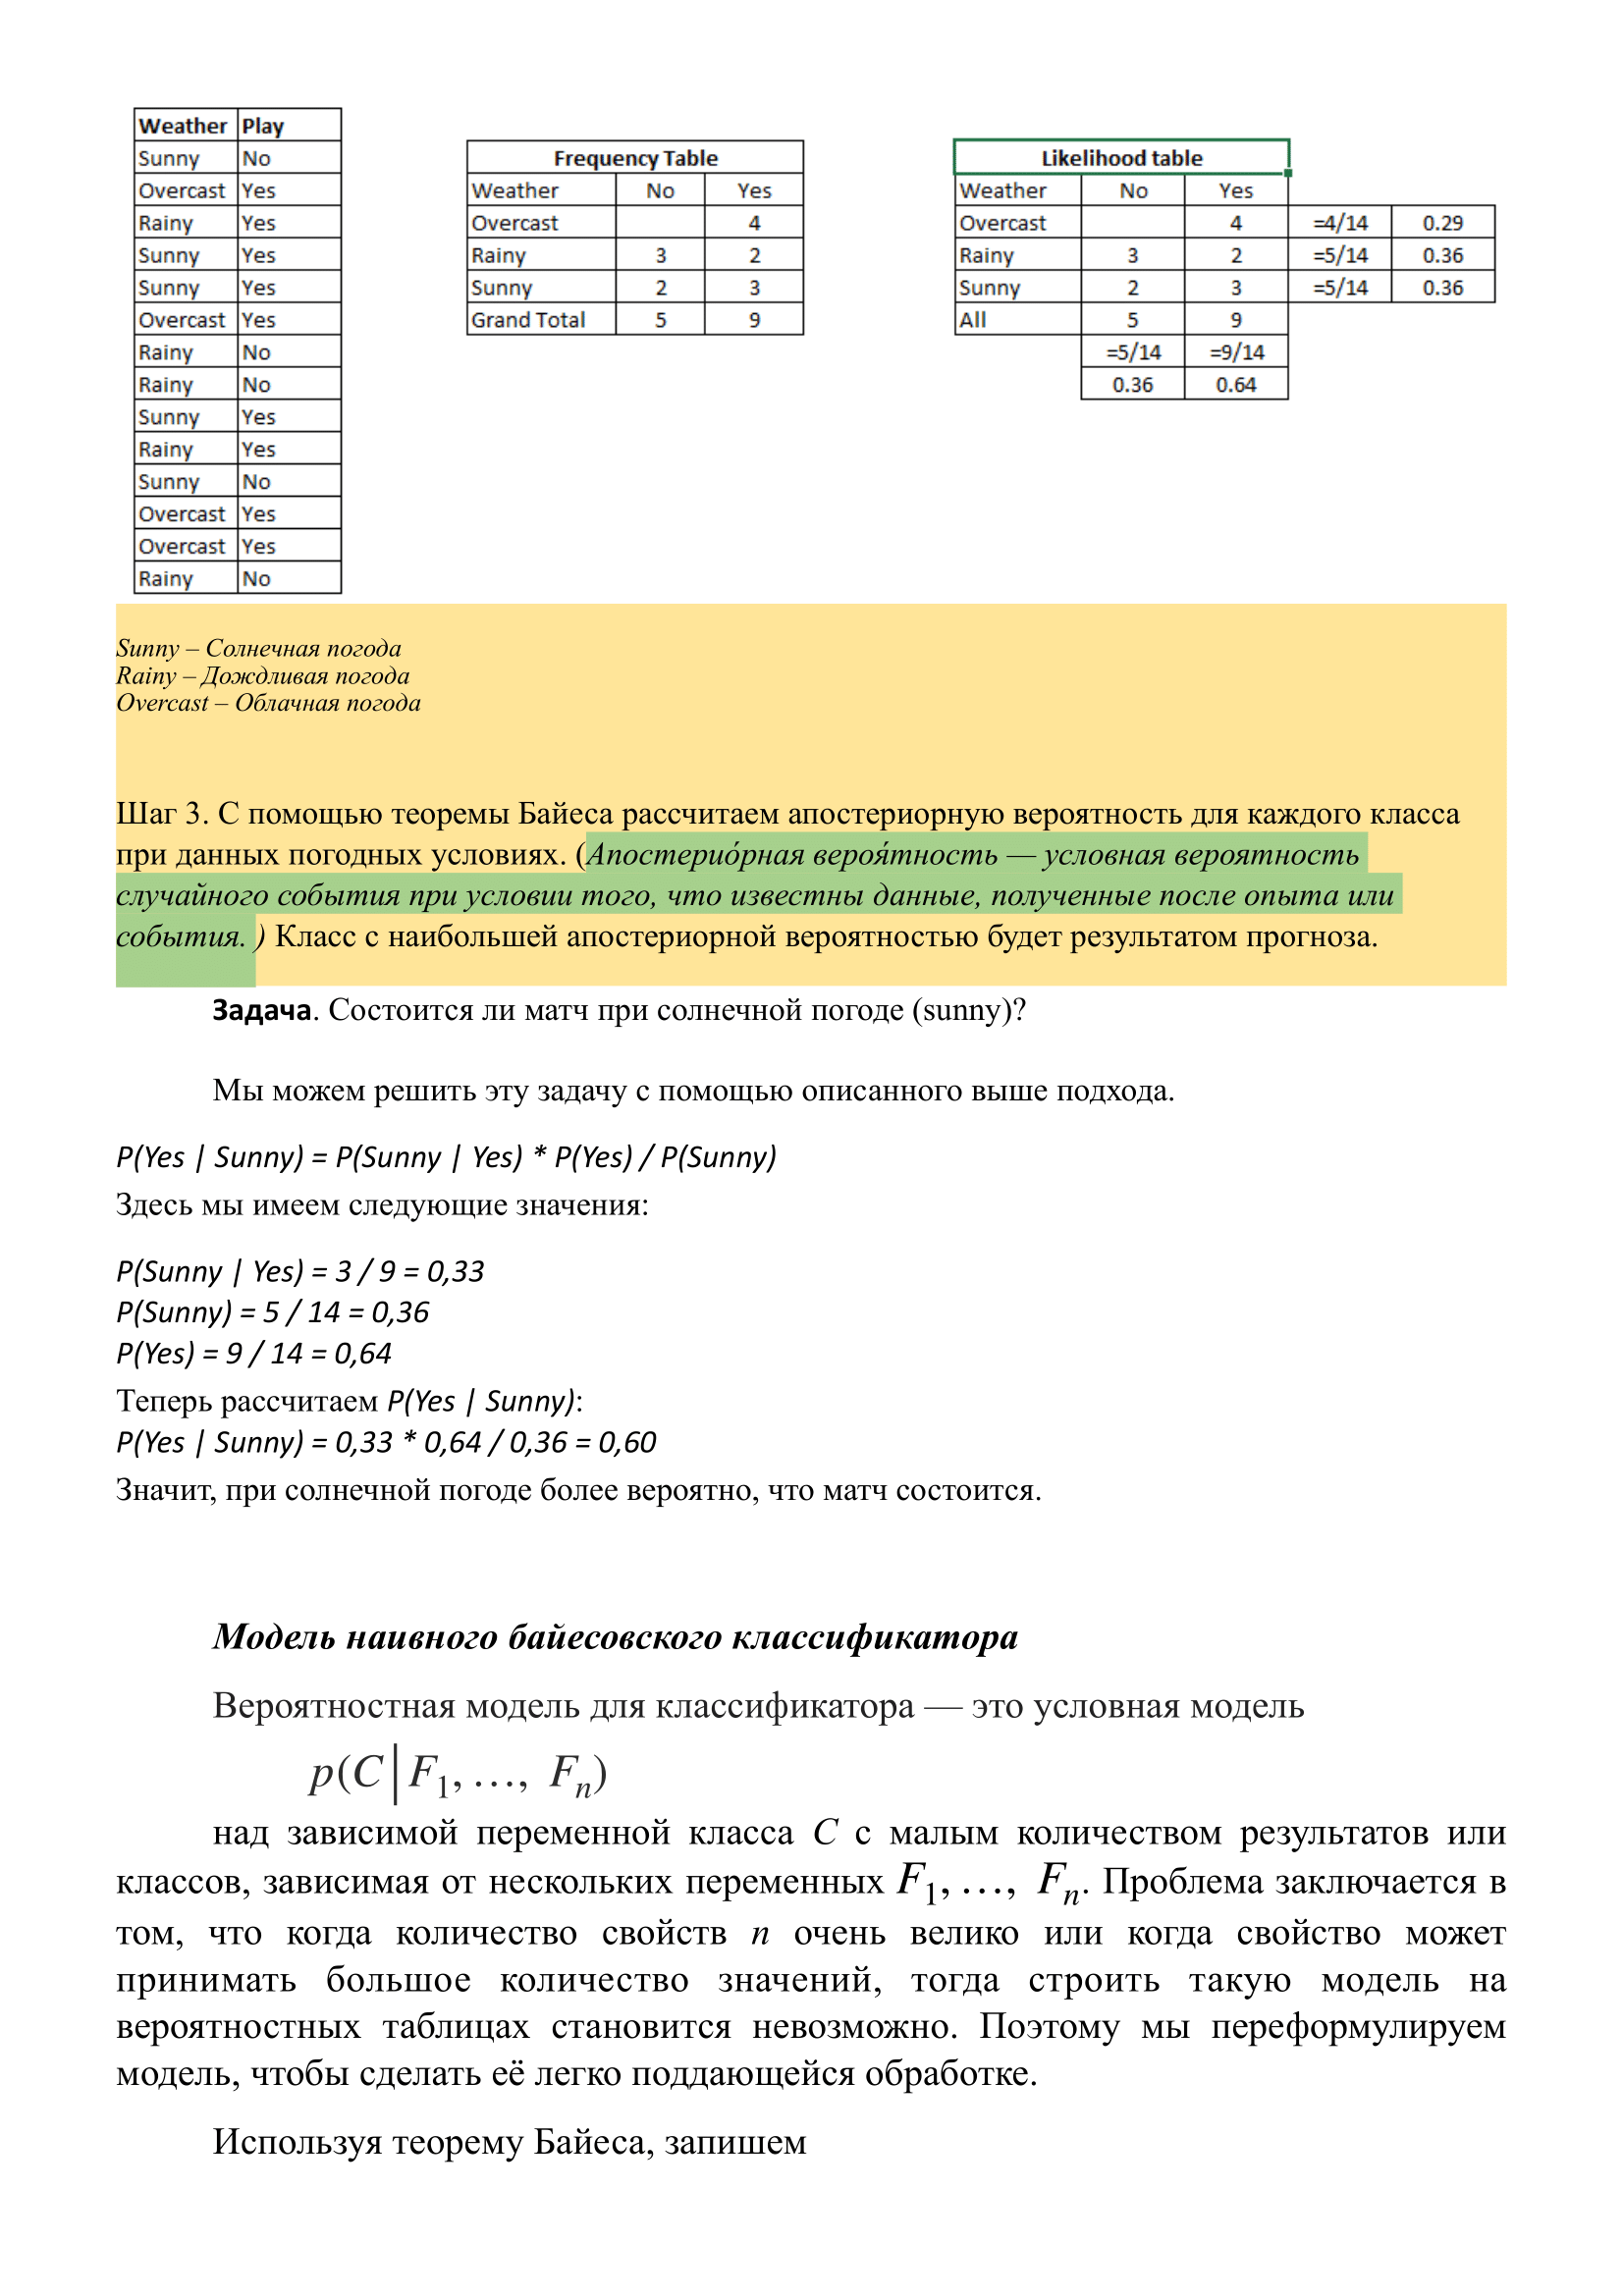 Weather Play
Sunny No
Overcast Yes
Rainy Yes
Sunny Yes
Sunny Yes
Overcast Yes
Rainy No
Rainy No
Sunny Yes
Rainy Yes
Sunny No
Overcast Yes
Overcast Yes
Rainy No
Frequency Table
Weather No Yes
Overcast 4
Rainy 3 2
Sunny 2 3
Grand Total 5 9
Likelihood table
Weather No Yes
Overcast 4 =4/14 0.29
Rainy 3 2 =5/14 0.36
Sunny 2 3 =5/14 0.36
All 5 9
=5/14 =9/14
0.36 0.64
Sunny – Солнечная погода
Rainy – Дождливая погода
Overcast – Облачная погода
Шаг 3. С помощью теоремы Байеса рассчитаем апостериорную вероятность для каждого класса
при данных погодных условиях. (Апостерио́рная вероя́тность — условная вероятность
случайного события при условии того, что известны данные, полученные после опыта или
события. ) Класс с наибольшей апостериорной вероятностью будет результатом прогноза.
Задача. Состоится ли матч при солнечной погоде (sunny)?
Мы можем решить эту задачу с помощью описанного выше подхода.
P(Yes | Sunny) = P(Sunny | Yes) * P(Yes) / P(Sunny)
Здесь мы имеем следующие значения:
P(Sunny | Yes) = 3 / 9 = 0,33
P(Sunny) = 5 / 14 = 0,36
P(Yes) = 9 / 14 = 0,64
Теперь рассчитаем P(Yes | Sunny):
P(Yes | Sunny) = 0,33 * 0,64 / 0,36 = 0,60
Значит, при солнечной погоде более вероятно, что матч состоится.
Модель наивного байесовского классификатора
Вероятностная модель для классификатора — это условная модель
p(C|F₁, …, Fₙ)
над зависимой переменной класса C с малым количеством результатов или
классов, зависимая от нескольких переменных F₁, …, Fₙ. Проблема заключается в
том, что когда количество свойств n очень велико или когда свойство может
принимать большое количество значений, тогда строить такую модель на
вероятностных таблицах становится невозможно. Поэтому мы переформулируем
модель, чтобы сделать её легко поддающейся обработке.
Используя теорему Байеса, запишем